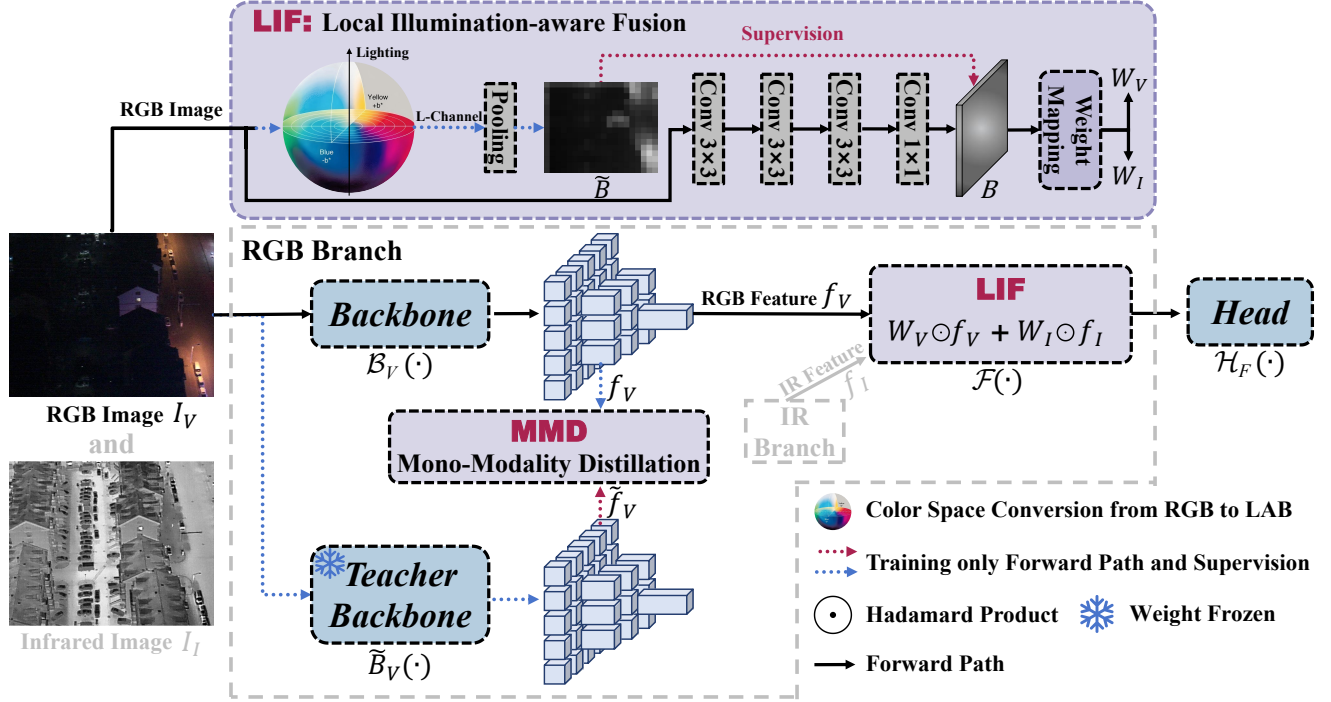 LIF: Local Illumination-aware Fusion
Lighting
Supervision
RGB Image
Yellow
+b*
Blue
-b*
L-Channel
Pooling
B̃
Conv 3×3
Conv 3×3
Conv 3×3
Conv 1×1
B
Weight
Mapping
W_V
W_I
RGB Branch
Backbone
ℬ_V(·)
RGB Feature f_V
LIF
W_V⊙f_V + W_I⊙f_I
ℱ(·)
Head
ℋ_F(·)
RGB Image I_V
and
Infrared Image I_I
f_V
MMD
Mono-Modality Distillation
f̃_V
IR Feature
f_I
IR
Branch
Teacher
Backbone
B̃_V(·)
Color Space Conversion from RGB to LAB
Training only Forward Path and Supervision
Hadamard Product
Weight Frozen
Forward Path